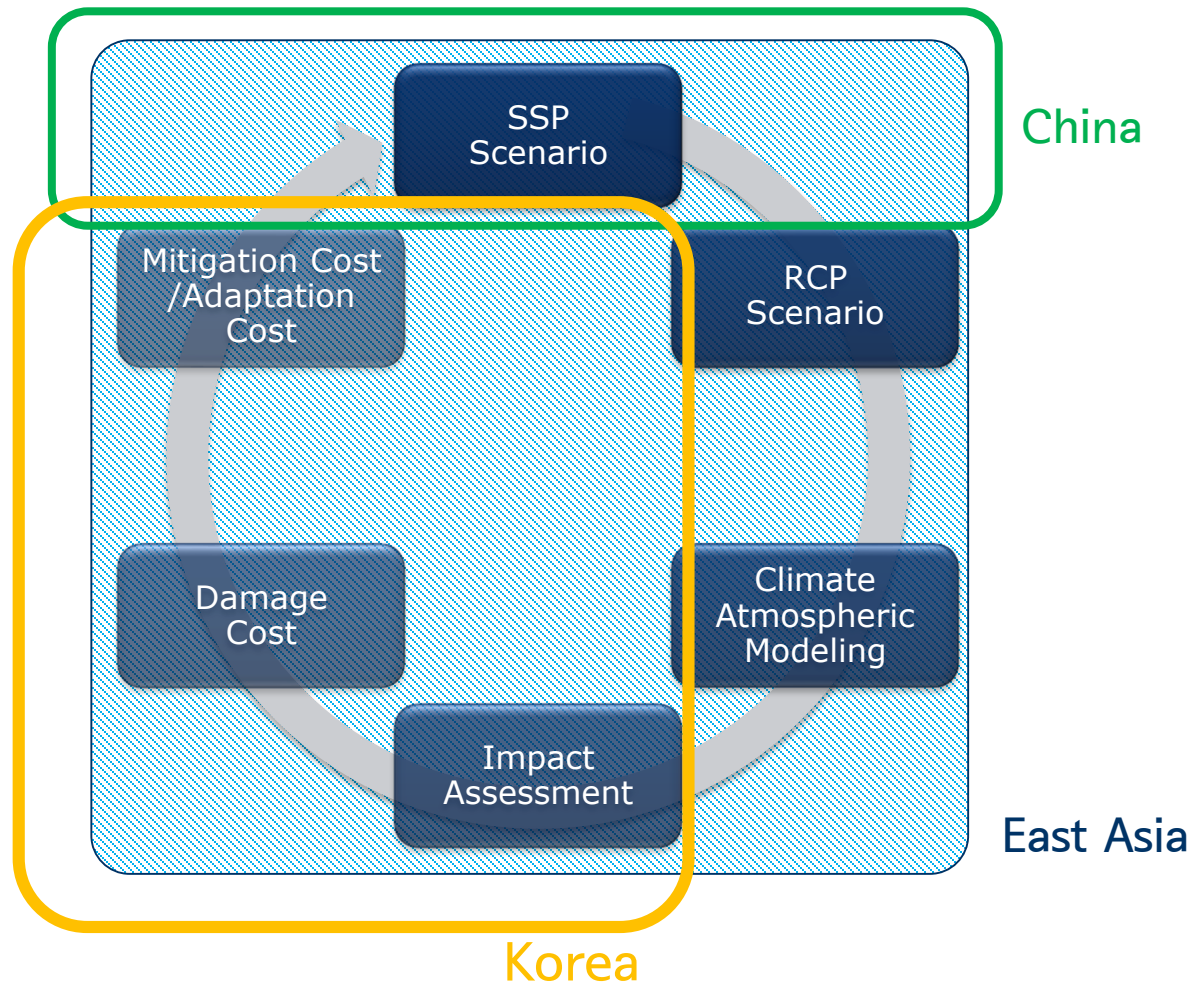 SSP
Scenario
China
Mitigation Cost
/Adaptation
Cost
RCP
Scenario
Damage
Cost
Climate
Atmospheric
Modeling
Impact
Assessment
East Asia
Korea